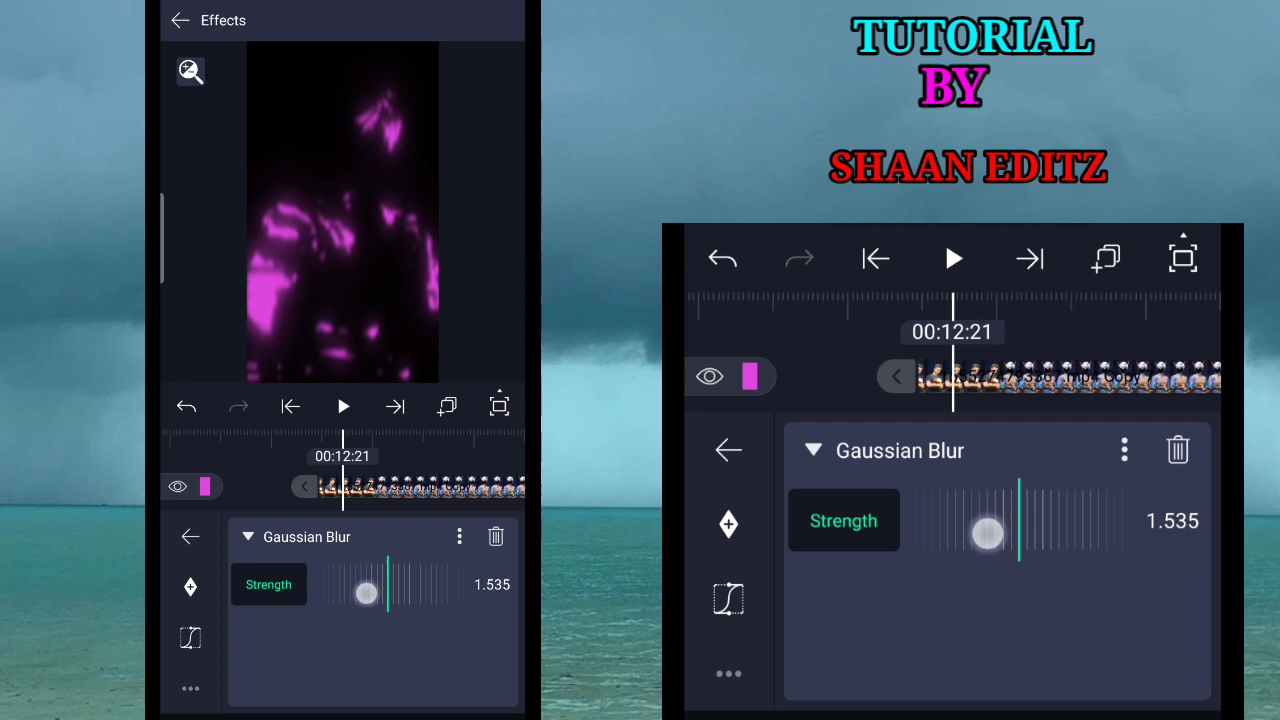 Effects
00:12:21
Gaussian Blur
Strength
1.535
TUTORIAL
BY
SHAAN EDITZ
00:12:21
Gaussian Blur
Strength
1.535